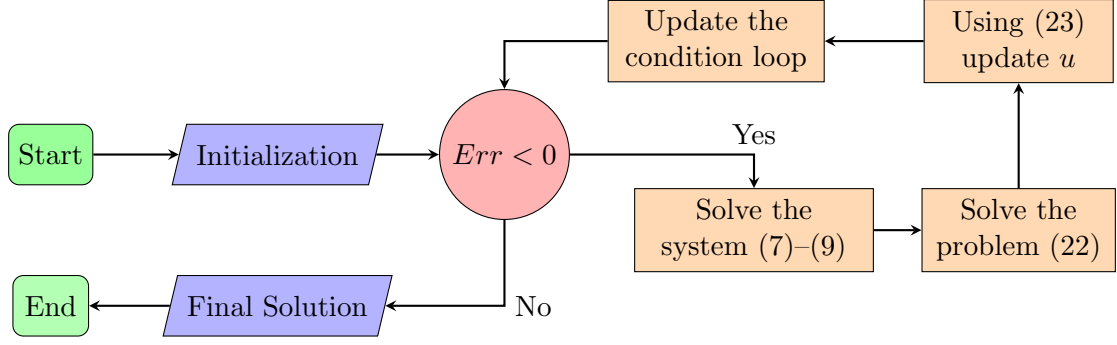 Update the
condition loop
Using (23)
update u
Start
Initialization
Err < 0
Yes
Solve the
system (7)–(9)
Solve the
problem (22)
End
Final Solution
No